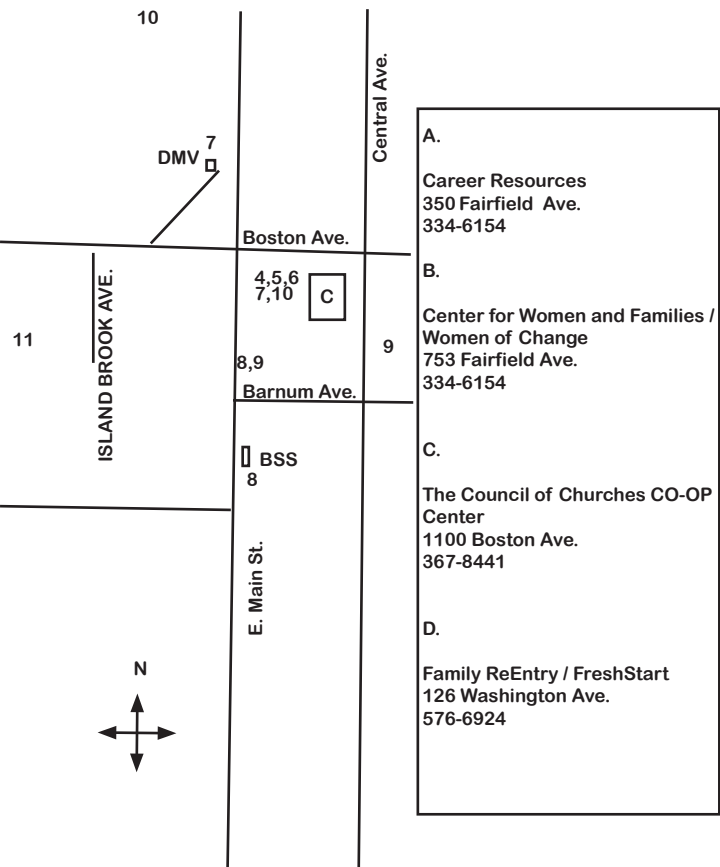 10
Central Ave.
7
DMV
Boston Ave.
4,5,6
7,10
C
ISLAND BROOK AVE.
11
9
8,9
Barnum Ave.
BSS
8
E. Main St.
N
A.
Career Resources
350 Fairfield Ave.
334-6154
B.
Center for Women and Families /
Women of Change
753 Fairfield Ave.
334-6154
C.
The Council of Churches CO-OP
Center
1100 Boston Ave.
367-8441
D.
Family ReEntry / FreshStart
126 Washington Ave.
576-6924